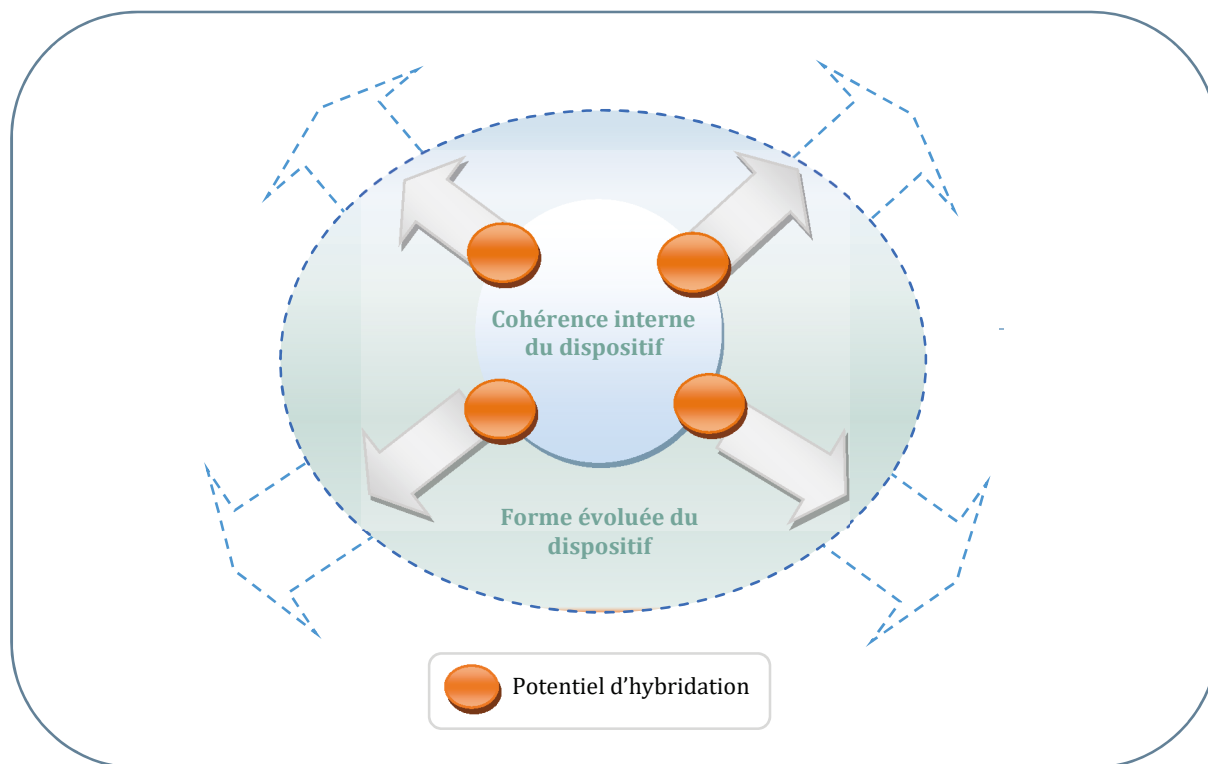 Cohérence interne
du dispositif
Forme évoluée du
dispositif
Potentiel d’hybridation